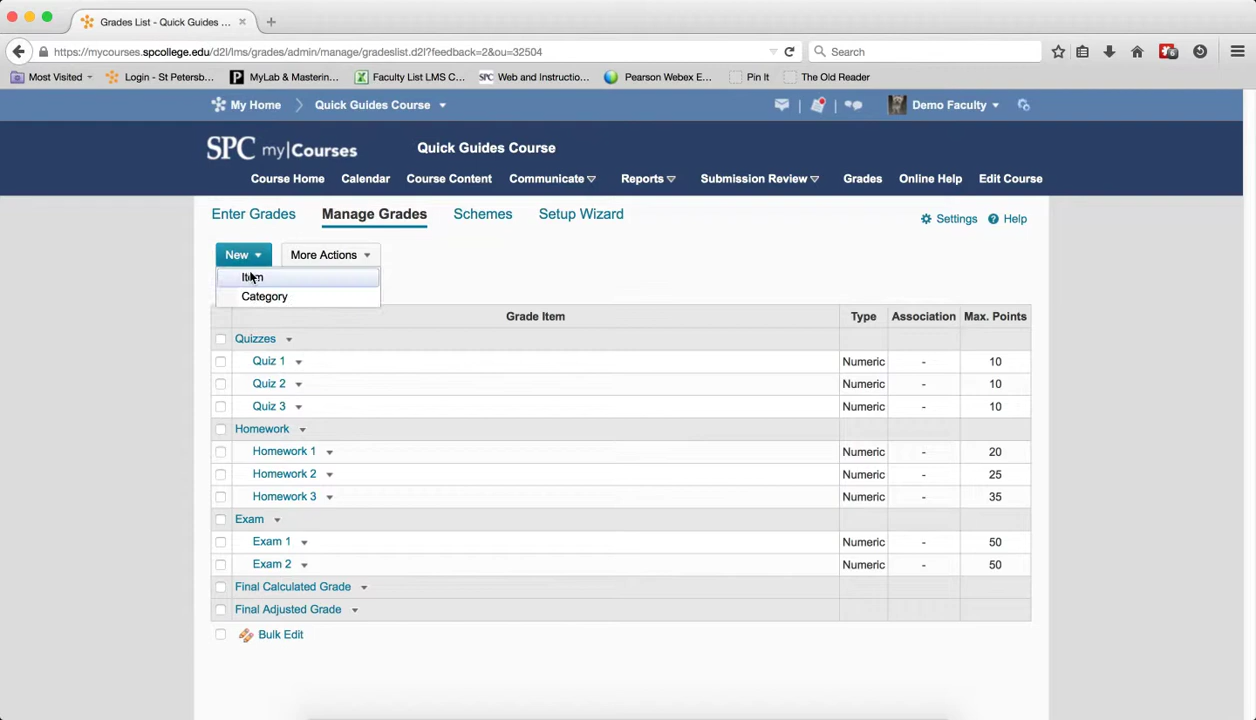 Grades List - Quick Guides ...
https://mycourses.spcollege.edu/d2l/lms/grades/admin/manage/gradeslist.d2l?feedback=2&ou=32504
Search
6
Most Visited
Login - St Petersb...
MyLab & Masterin...
Faculty List LMS C...
SPC Web and Instructio...
Pearson Webex E...
Pin It
The Old Reader
My Home
Quick Guides Course
Demo Faculty
SPC my|Courses
Quick Guides Course
Course Home Calendar Course Content Communicate Reports Submission Review Grades Online Help Edit Course
Enter Grades Manage Grades Schemes Setup Wizard
Settings Help
New More Actions
Item
Category
Grade Item Type Association Max. Points
Quizzes
Quiz 1 Numeric - 10
Quiz 2 Numeric - 10
Quiz 3 Numeric - 10
Homework
Homework 1 Numeric - 20
Homework 2 Numeric - 25
Homework 3 Numeric - 35
Exam
Exam 1 Numeric - 50
Exam 2 Numeric - 50
Final Calculated Grade
Final Adjusted Grade
Bulk Edit